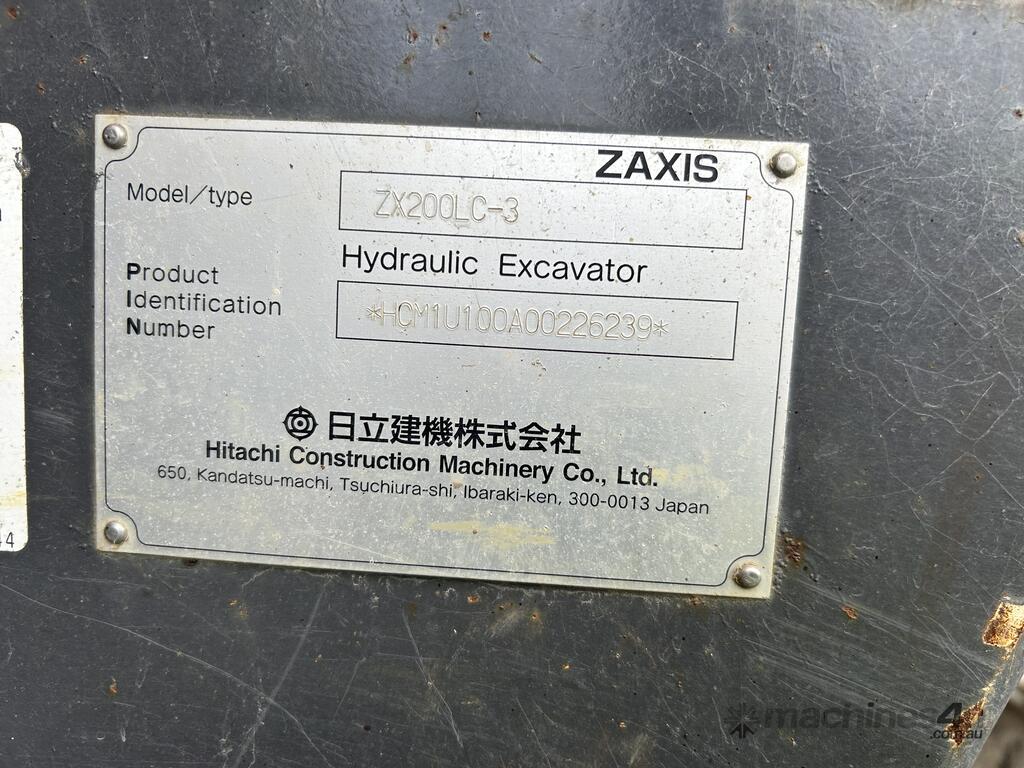 ZAXIS
Model/type
ZX200LC-3
Hydraulic Excavator
Product
Identification
Number
*HCM1U100A00226239*
日立建機株式会社
Hitachi Construction Machinery Co., Ltd.
650, Kandatsu-machi, Tsuchiura-shi, Ibaraki-ken, 300-0013 Japan
machines4u
.com.au